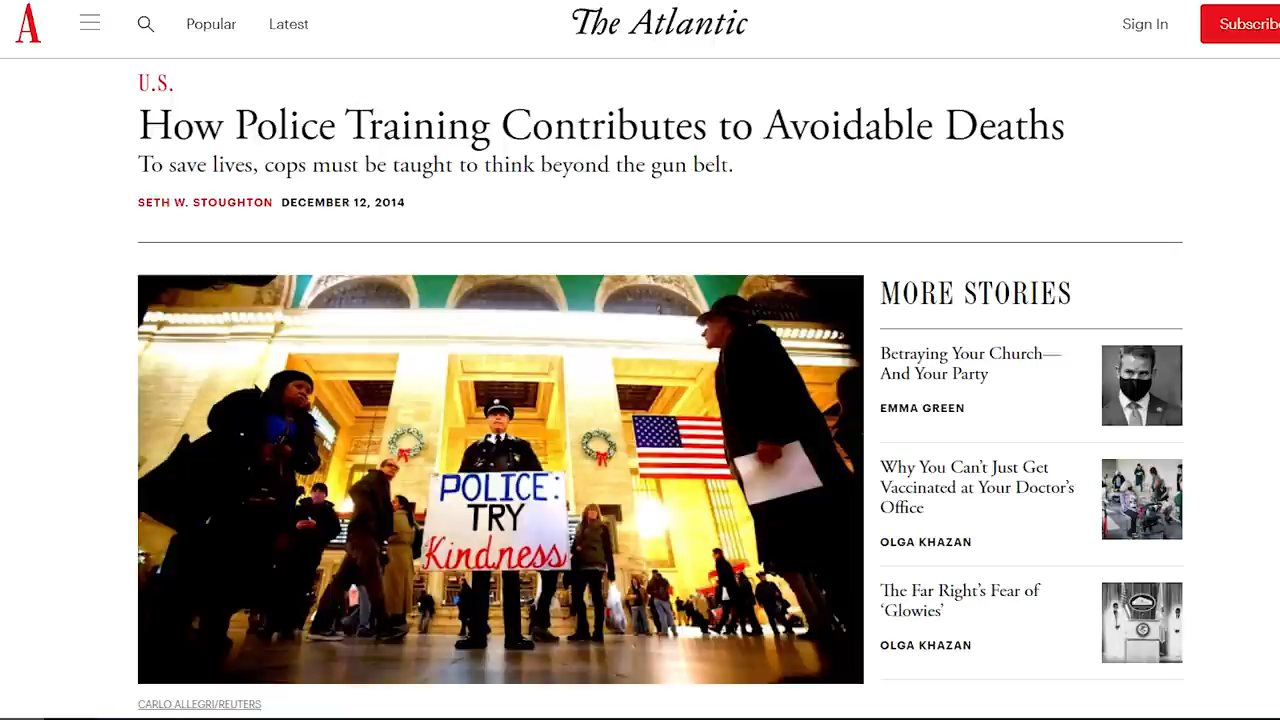 A
Popular
Latest
The Atlantic
Sign In
Subscribe
U.S.
How Police Training Contributes to Avoidable Deaths
To save lives, cops must be taught to think beyond the gun belt.
SETH W. STOUGHTON DECEMBER 12, 2014
POLICE:
TRY
Kindness
CARLO ALLEGRI/REUTERS
MORE STORIES
Betraying Your Church—
And Your Party
EMMA GREEN
Why You Can't Just Get
Vaccinated at Your Doctor's
Office
OLGA KHAZAN
The Far Right's Fear of
'Glowies'
OLGA KHAZAN